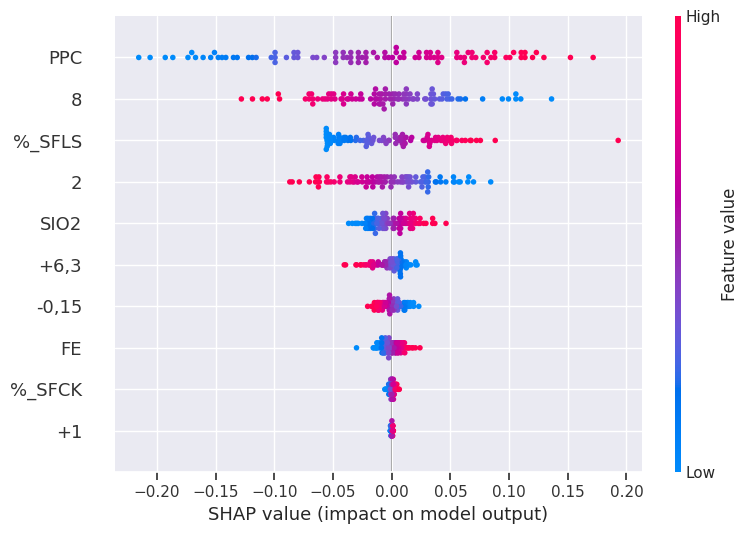 High
PPC
8
%_SFLS
2
SIO2
+6,3
-0,15
FE
%_SFCK
+1
Feature value
Low
−0.20 −0.15 −0.10 −0.05 0.00 0.05 0.10 0.15 0.20
SHAP value (impact on model output)